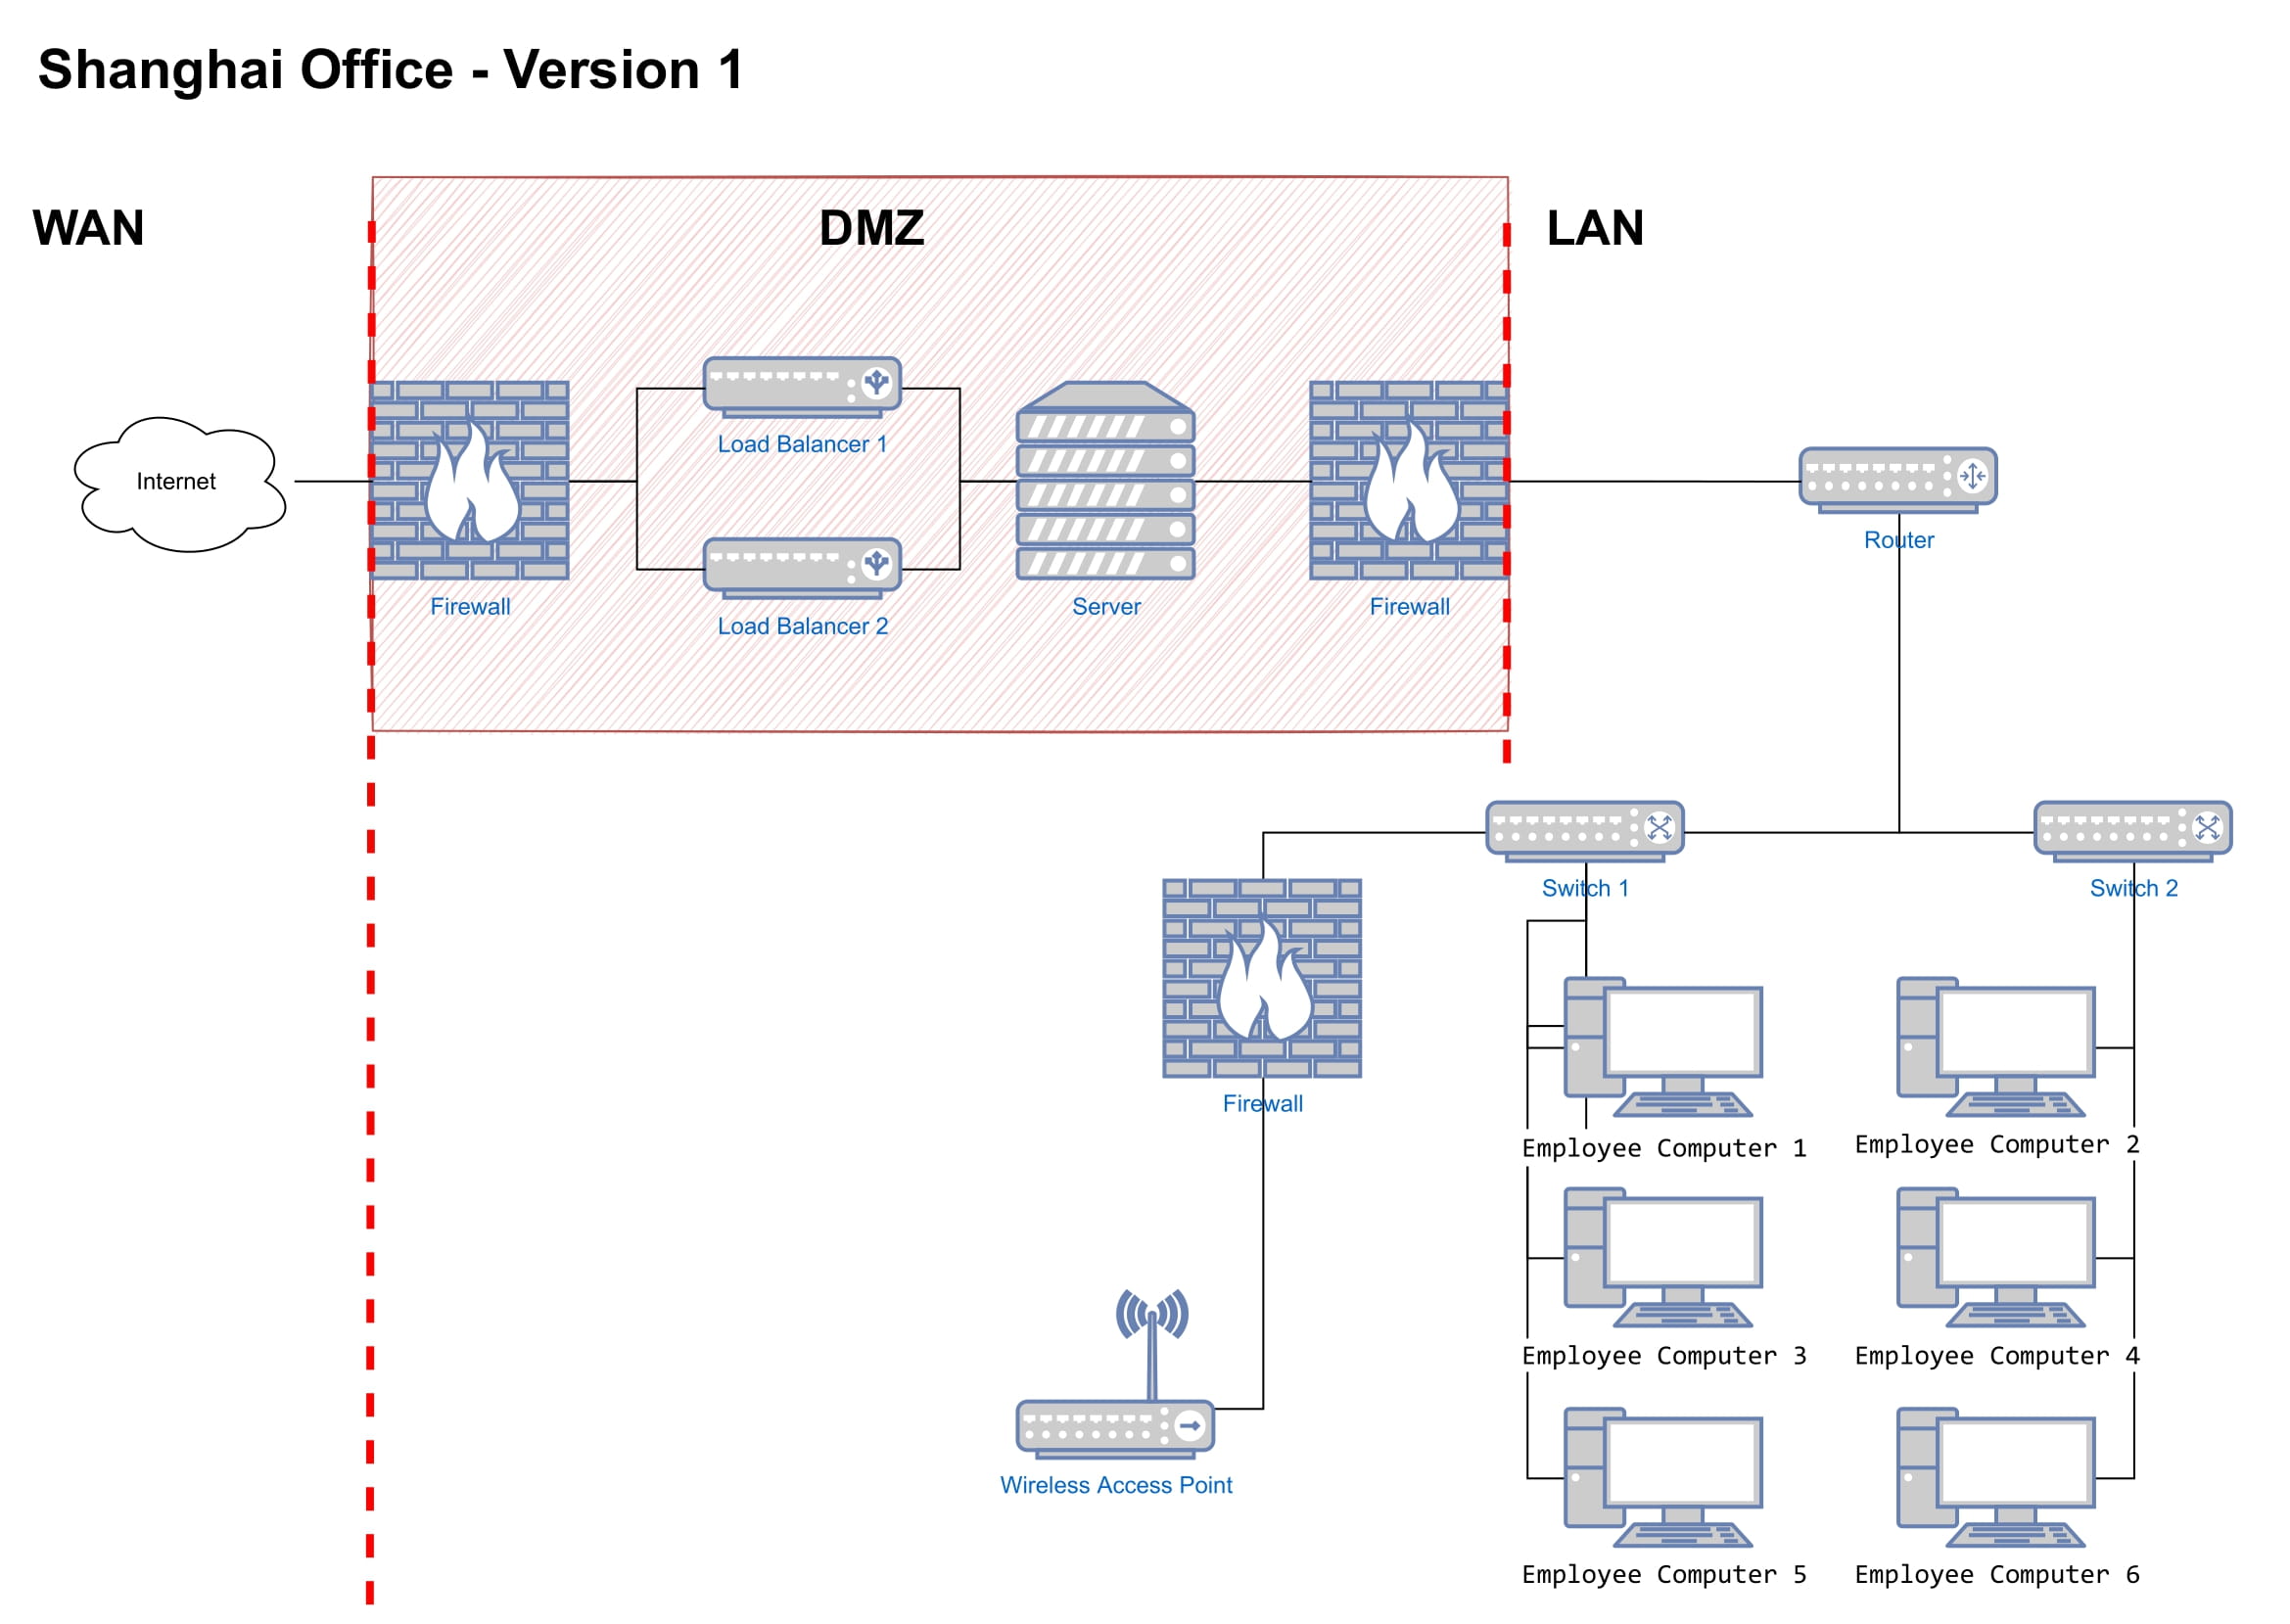 Shanghai Office - Version 1
WAN
DMZ
LAN
Internet
Firewall
Load Balancer 1
Load Balancer 2
Server
Firewall
Router
Switch 1
Switch 2
Firewall
Employee Computer 1
Employee Computer 2
Employee Computer 3
Employee Computer 4
Wireless Access Point
Employee Computer 5
Employee Computer 6